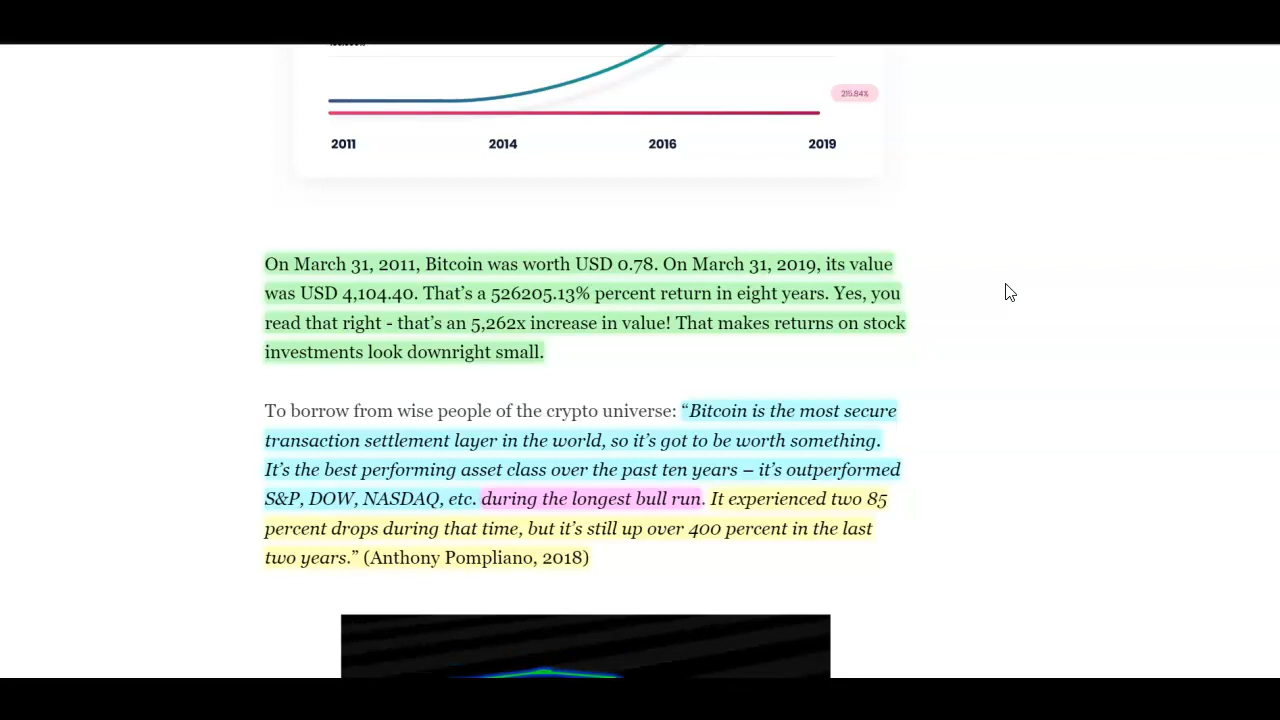 215.84%
2011 2014 2016 2019
On March 31, 2011, Bitcoin was worth USD 0.78. On March 31, 2019, its value
was USD 4,104.40. That’s a 526205.13% percent return in eight years. Yes, you
read that right - that’s an 5,262x increase in value! That makes returns on stock
investments look downright small.
To borrow from wise people of the crypto universe: “Bitcoin is the most secure
transaction settlement layer in the world, so it’s got to be worth something.
It’s the best performing asset class over the past ten years – it’s outperformed
S&P, DOW, NASDAQ, etc. during the longest bull run. It experienced two 85
percent drops during that time, but it’s still up over 400 percent in the last
two years.” (Anthony Pompliano, 2018)